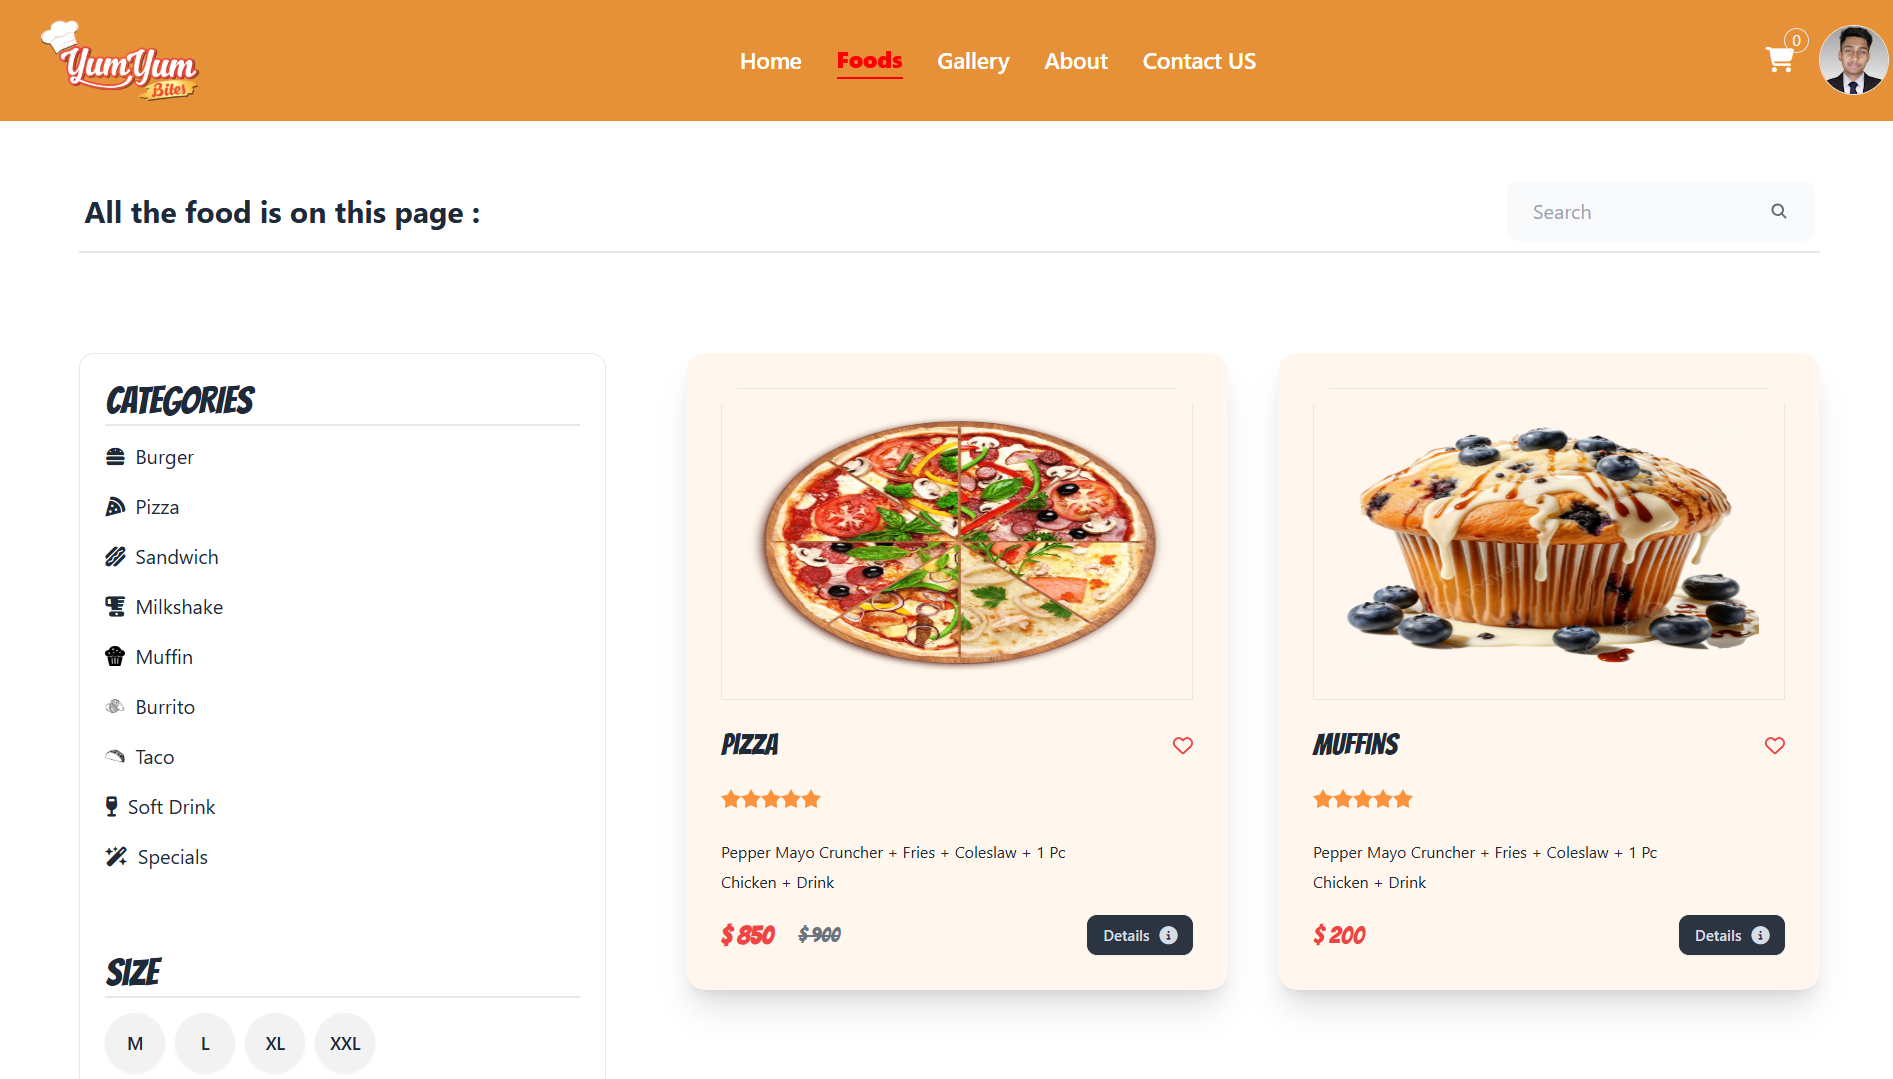 YumYum
Bites
Home
Foods
Gallery
About
Contact US
0
All the food is on this page :
Search
CATEGORIES
Burger
Pizza
Sandwich
Milkshake
Muffin
Burrito
Taco
Soft Drink
Specials
SIZE
M
L
XL
XXL
PIZZA
Pepper Mayo Cruncher + Fries + Coleslaw + 1 Pc
Chicken + Drink
$ 850
$ 900
Details
MUFFINS
Pepper Mayo Cruncher + Fries + Coleslaw + 1 Pc
Chicken + Drink
$ 200
Details